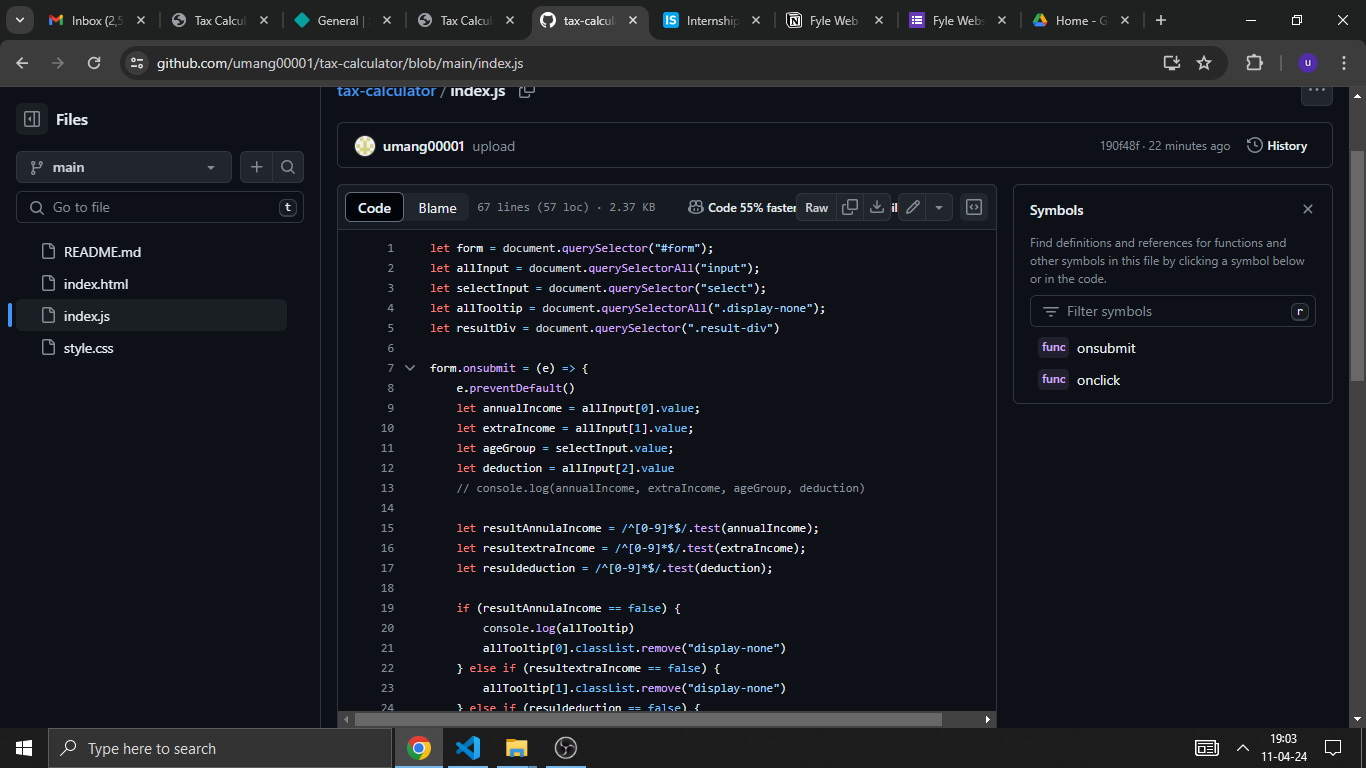 Inbox (2,5
Tax Calcul
General |
Tax Calcul
tax-calcul
Internship
Fyle Web
Fyle Webs
Home - G
github.com/umang00001/tax-calculator/blob/main/index.js
u
Files
main
Go to file
t
README.md
index.html
index.js
style.css
tax-calculator / index.js
umang00001 upload
190f48f · 22 minutes ago
History
Code
Blame
67 lines (57 loc) · 2.37 KB
Code 55% faster
Raw
1 let form = document.querySelector("#form");
2 let allInput = document.querySelectorAll("input");
3 let selectInput = document.querySelector("select");
4 let allTooltip = document.querySelectorAll(".display-none");
5 let resultDiv = document.querySelector(".result-div")
6
7 form.onsubmit = (e) => {
8 e.preventDefault()
9 let annualIncome = allInput[0].value;
10 let extraIncome = allInput[1].value;
11 let ageGroup = selectInput.value;
12 let deduction = allInput[2].value
13 // console.log(annualIncome, extraIncome, ageGroup, deduction)
14
15 let resultAnnulaIncome = /^[0-9]*$/.test(annualIncome);
16 let resultextraIncome = /^[0-9]*$/.test(extraIncome);
17 let resuldeduction = /^[0-9]*$/.test(deduction);
18
19 if (resultAnnulaIncome == false) {
20 console.log(allTooltip)
21 allTooltip[0].classList.remove("display-none")
22 } else if (resultextraIncome == false) {
23 allTooltip[1].classList.remove("display-none")
24 } else if (resuldeduction == false) {
Symbols
Find definitions and references for functions and
other symbols in this file by clicking a symbol below
or in the code.
Filter symbols
r
func onsubmit
func onclick
Type here to search
19:03
11-04-24